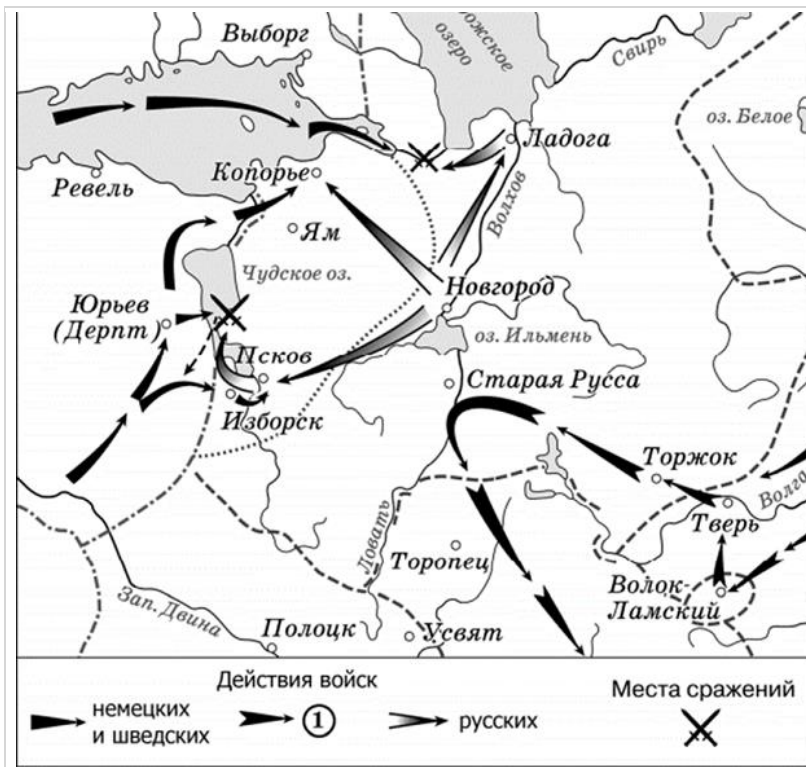 Выборг
ожское
озеро
Свирь
оз. Белое
Ладога
Ревель
Копорье
Волхов
Ям
Чудское оз.
Новгород
Юрьев
(Дерпт)
оз. Ильмень
Псков
Старая Русса
Изборск
Торжок
Волго
Тверь
Ловать
Торопец
Волок-
Ламский
Зап. Двина
Полоцк
Усвят
Действия войск
Места сражений
немецких
и шведских
1
русских